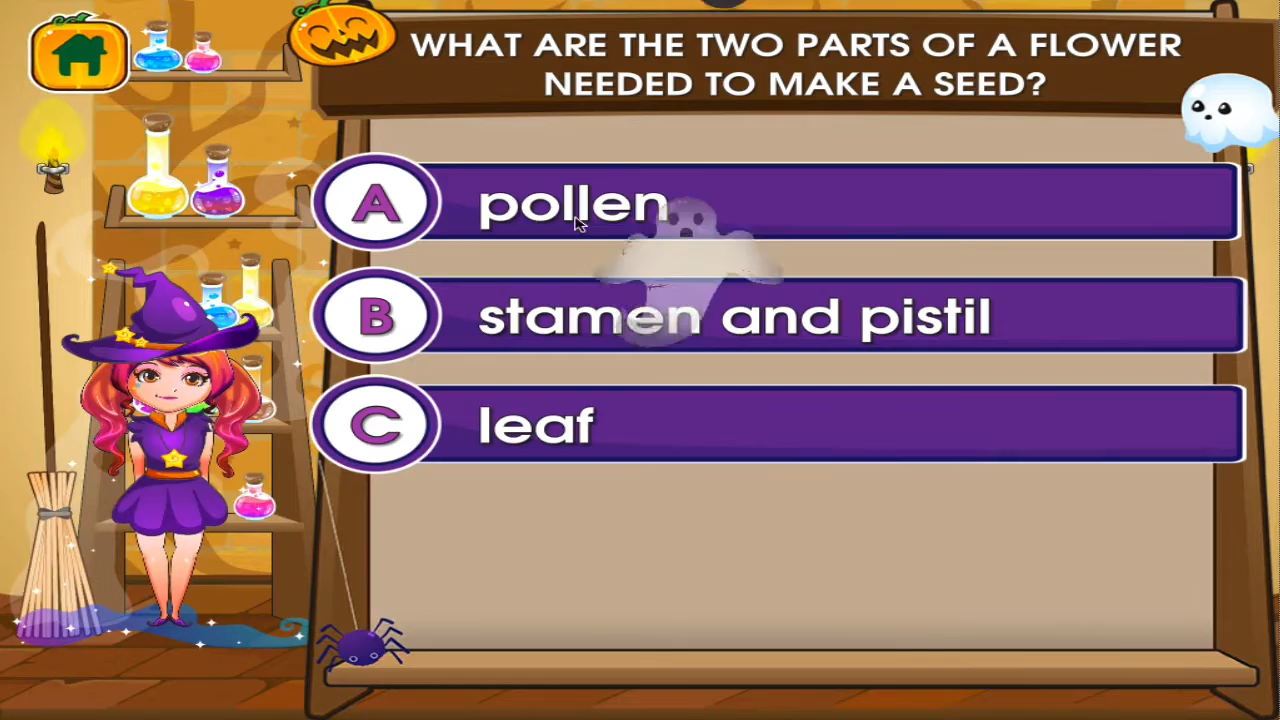 WHAT ARE THE TWO PARTS OF A FLOWER
NEEDED TO MAKE A SEED?
A pollen
B stamen and pistil
C leaf